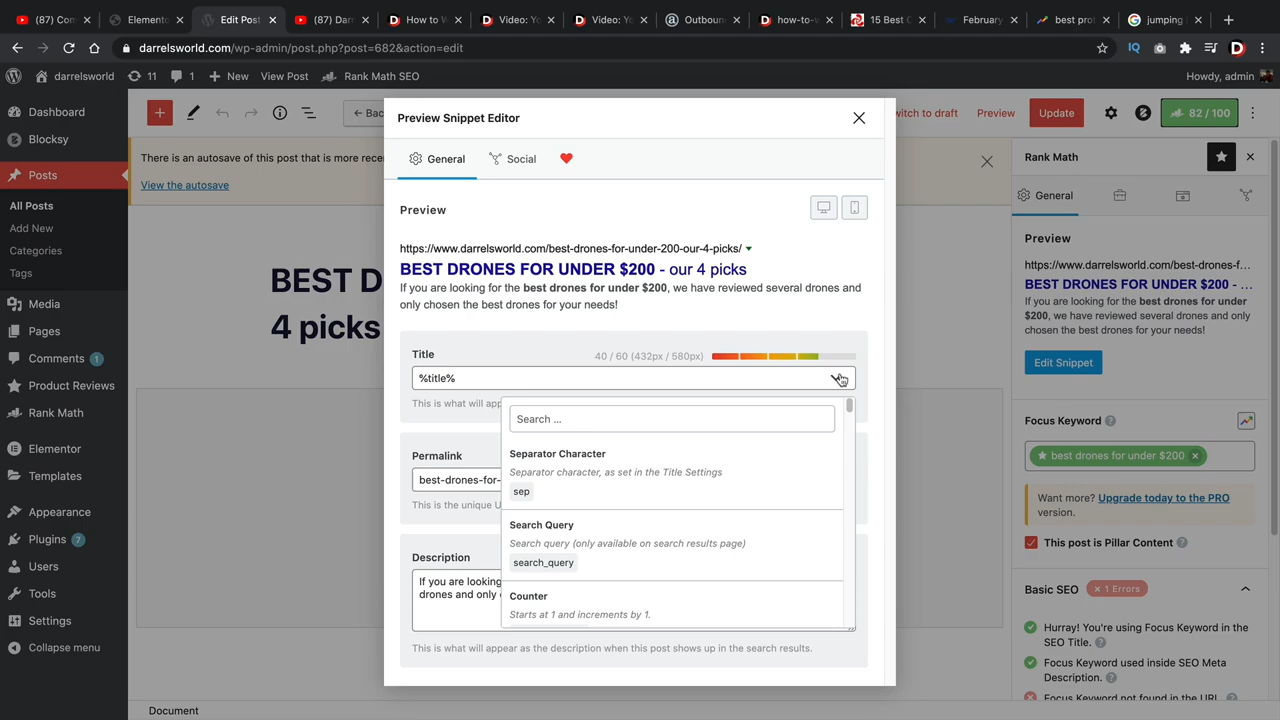 (4) Com
Elemento
Edit Post
(87) Darr
How to W
Video: Yo
Video: Yo
Outboun
how-to-w
15 Best C
February
best prot
jumping
darrelsworld.com/wp-admin/post.php?post=682&action=edit
darrelsworld
11
1
New
View Post
Rank Math SEO
Howdy, admin
Dashboard
Blocksy
Posts
All Posts
Add New
Categories
Tags
Media
Pages
Comments 1
Product Reviews
Rank Math
Elementor
Templates
Appearance
Plugins 7
Users
Tools
Settings
Collapse menu
← Bac
witch to draft
Preview
Update
82 / 100
There is an autosave of this post that is more rece
View the autosave
BEST D
4 picks
Document
Preview Snippet Editor
General
Social
Preview
https://www.darrelsworld.com/best-drones-for-under-200-our-4-picks/
BEST DRONES FOR UNDER $200 - our 4 picks
If you are looking for the best drones for under $200, we have reviewed several drones and
only chosen the best drones for your needs!
Title
40 / 60 (432px / 580px)
%title%
This is what will app
Search ...
Separator Character
Separator character, as set in the Title Settings
sep
Search Query
Search query (only available on search results page)
search_query
Counter
Starts at 1 and increments by 1.
Permalink
best-drones-for-
This is the unique U
Description
If you are looking
drones and only
This is what will appear as the description when this post shows up in the search results.
Rank Math
General
Preview
https://www.darrelsworld.com/best-drones-f...
BEST DRONES FOR UNDER $200 - ...
If you are looking for the best drones for under
$200, we have reviewed several drones and only
chosen the best drones for your needs!
Edit Snippet
Focus Keyword
best drones for under $200
Want more? Upgrade today to the PRO
version.
This post is Pillar Content
Basic SEO
× 1 Errors
Hurray! You're using Focus Keyword in the
SEO Title.
Focus Keyword used inside SEO Meta
Description.
Focus Keyword not found in the URL.